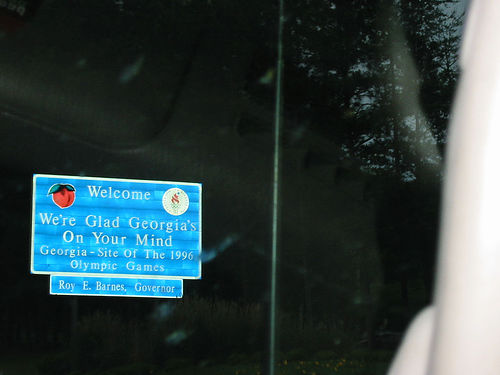 Welcome
We're Glad Georgia's
On Your Mind
Georgia - Site Of The 1996
Olympic Games
Roy E. Barnes, Governor